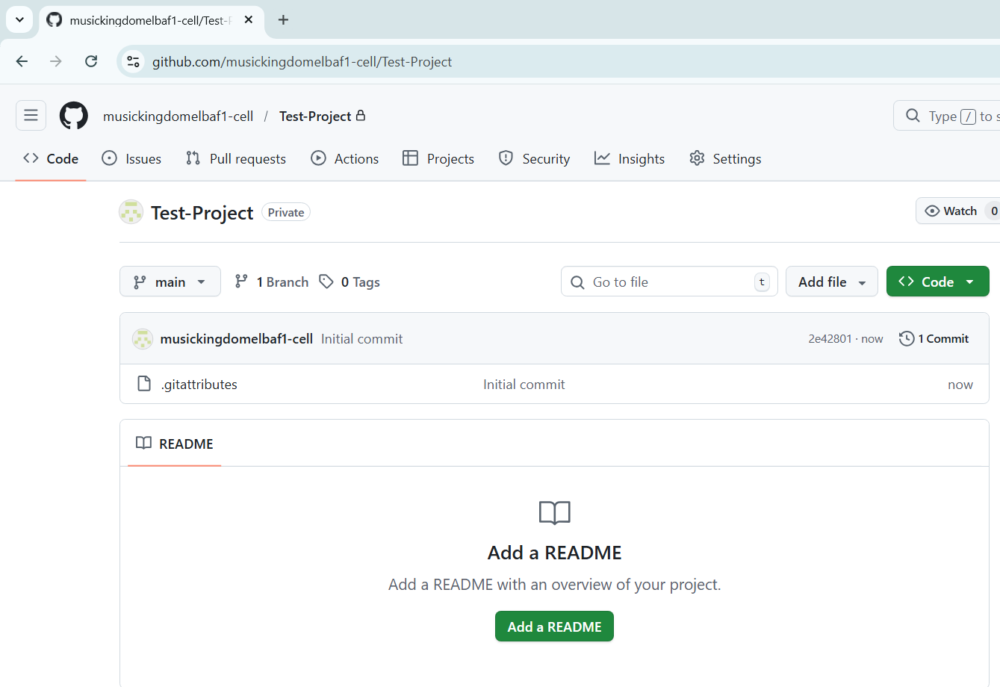 musickingdomelbaf1-cell/Test-P
github.com/musickingdomelbaf1-cell/Test-Project
musickingdomelbaf1-cell / Test-Project
Type / to s
Code Issues Pull requests Actions Projects Security Insights Settings
Test-Project Private
Watch 0
main 1 Branch 0 Tags Go to file t Add file Code
musickingdomelbaf1-cell Initial commit 2e42801 · now 1 Commit
.gitattributes Initial commit now
README
Add a README
Add a README with an overview of your project.
Add a README